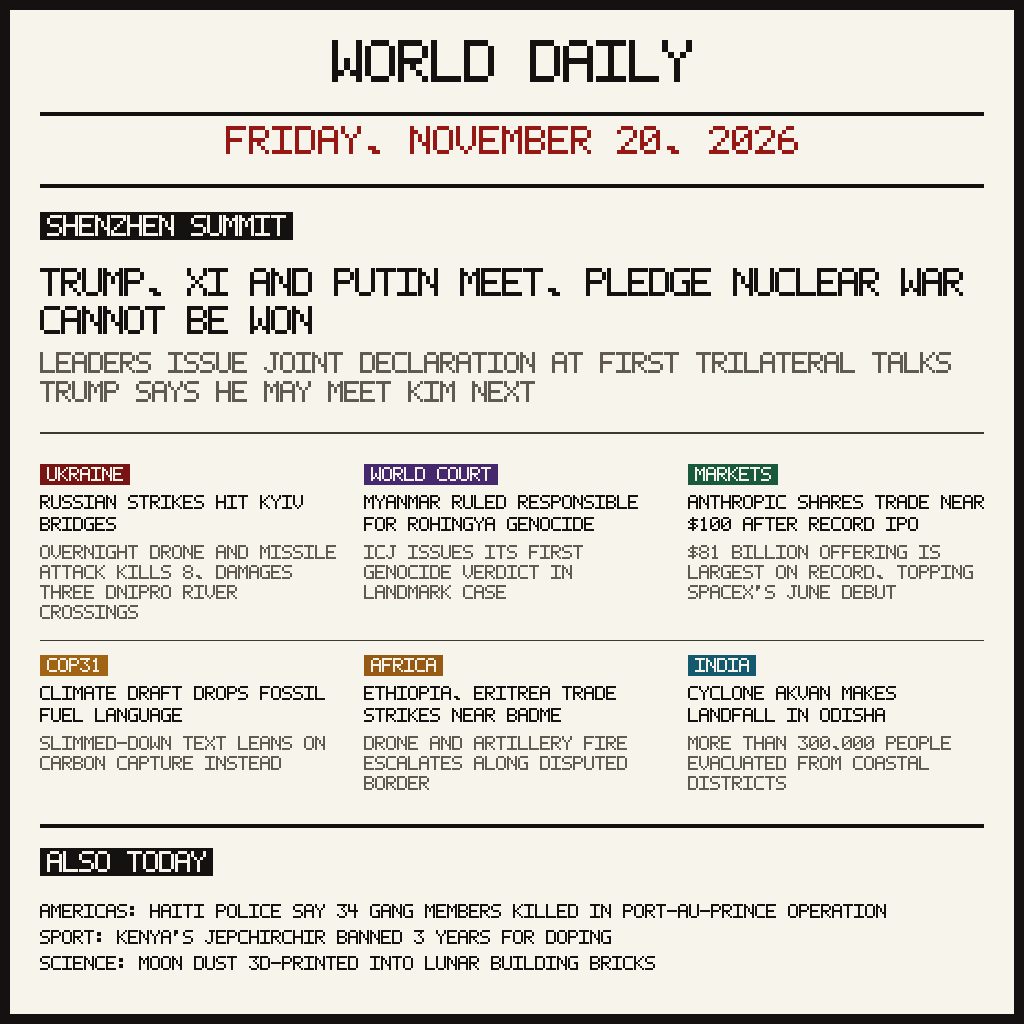 WORLD DAILY
FRIDAY, NOVEMBER 20, 2026
SHENZHEN SUMMIT
TRUMP, XI AND PUTIN MEET, PLEDGE NUCLEAR WAR
CANNOT BE WON
LEADERS ISSUE JOINT DECLARATION AT FIRST TRILATERAL TALKS
TRUMP SAYS HE MAY MEET KIM NEXT
UKRAINE
RUSSIAN STRIKES HIT KYIV
BRIDGES
OVERNIGHT DRONE AND MISSILE
ATTACK KILLS 8, DAMAGES
THREE DNIPRO RIVER
CROSSINGS
WORLD COURT
MYANMAR RULED RESPONSIBLE
FOR ROHINGYA GENOCIDE
ICJ ISSUES ITS FIRST
GENOCIDE VERDICT IN
LANDMARK CASE
MARKETS
ANTHROPIC SHARES TRADE NEAR
$100 AFTER RECORD IPO
$81 BILLION OFFERING IS
LARGEST ON RECORD, TOPPING
SPACEX'S JUNE DEBUT
COP31
CLIMATE DRAFT DROPS FOSSIL
FUEL LANGUAGE
SLIMMED-DOWN TEXT LEANS ON
CARBON CAPTURE INSTEAD
AFRICA
ETHIOPIA, ERITREA TRADE
STRIKES NEAR BADME
DRONE AND ARTILLERY FIRE
ESCALATES ALONG DISPUTED
BORDER
INDIA
CYCLONE AKVAN MAKES
LANDFALL IN ODISHA
MORE THAN 300,000 PEOPLE
EVACUATED FROM COASTAL
DISTRICTS
ALSO TODAY
AMERICAS: HAITI POLICE SAY 34 GANG MEMBERS KILLED IN PORT-AU-PRINCE OPERATION
SPORT: KENYA'S JEPCHIRCHIR BANNED 3 YEARS FOR DOPING
SCIENCE: MOON DUST 3D-PRINTED INTO LUNAR BUILDING BRICKS